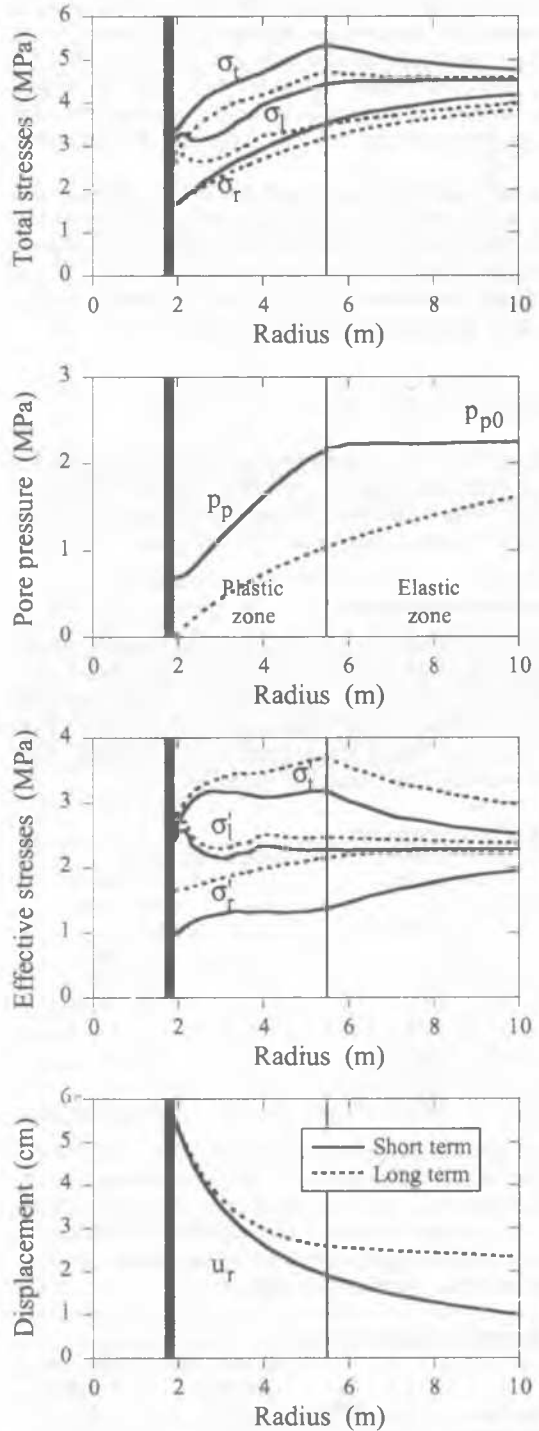 Total stresses (MPa)
6
5
4
3
2
1
0
σt
σl
σr
0 2 4 6 8 10
Radius (m)
Pore pressure (MPa)
3
2
1
0
pp
pp0
Plastic zone
Elastic zone
0 2 4 6 8 10
Radius (m)
Effective stresses (MPa)
4
3
2
1
0
σ't
σ'l
σ'r
0 2 4 6 8 10
Radius (m)
Displacement (cm)
6
5
4
3
2
1
0
ur
Short term
Long term
0 2 4 6 8 10
Radius (m)